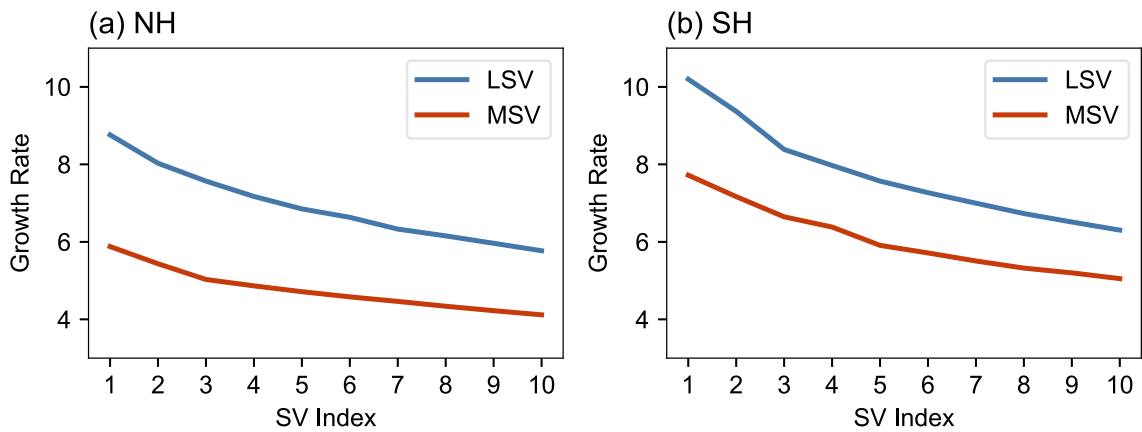 (a) NH
LSV
MSV
10
8
6
4
Growth Rate
1 2 3 4 5 6 7 8 9 10
SV Index
(b) SH
LSV
MSV
10
8
6
4
Growth Rate
1 2 3 4 5 6 7 8 9 10
SV Index